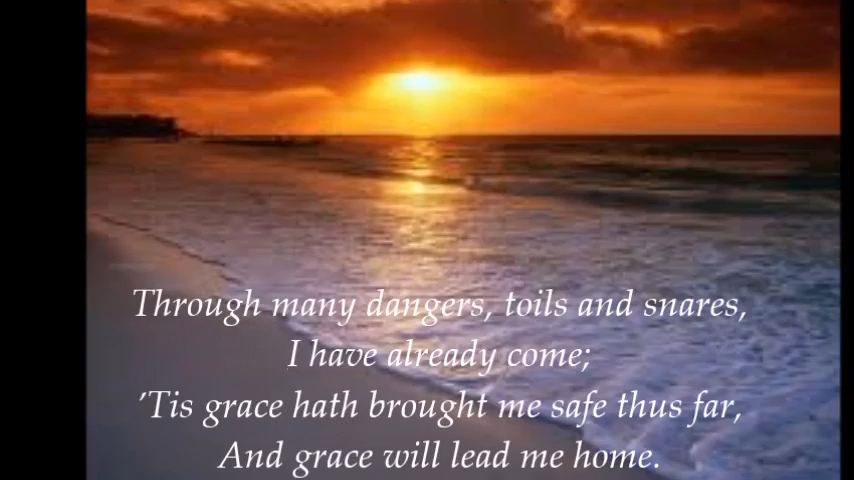 Through many dangers, toils and snares,
I have already come;
’Tis grace hath brought me safe thus far,
And grace will lead me home.